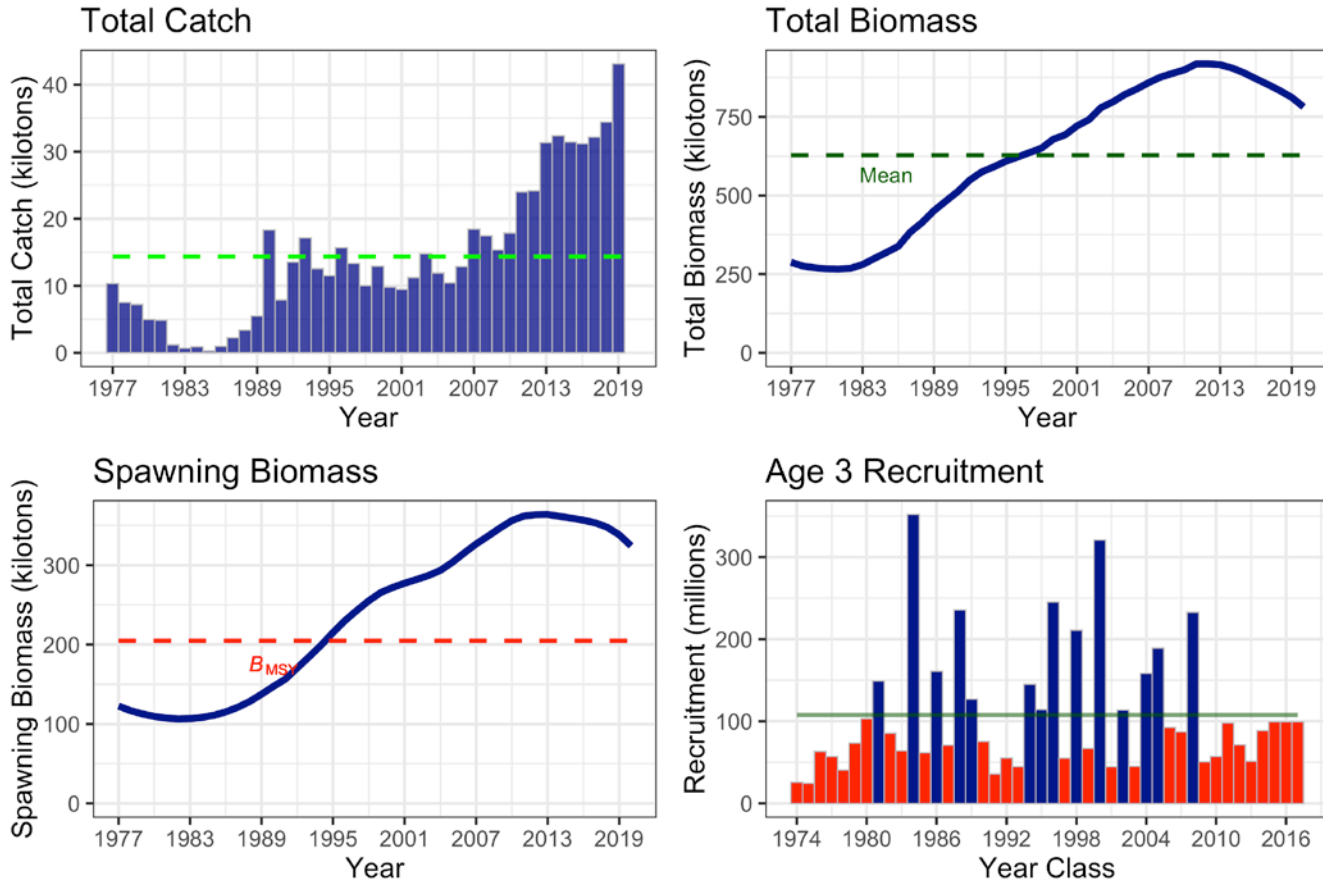 Total Catch
Total Catch (kilotons)
40
30
20
10
0
1977 1983 1989 1995 2001 2007 2013 2019
Year
Total Biomass
Total Biomass (kilotons)
750
500
250
0
Mean
1977 1983 1989 1995 2001 2007 2013 2019
Year
Spawning Biomass
Spawning Biomass (kilotons)
300
200
100
0
BMSY
1977 1983 1989 1995 2001 2007 2013 2019
Year
Age 3 Recruitment
Recruitment (millions)
300
200
100
0
1974 1980 1986 1992 1998 2004 2010 2016
Year Class